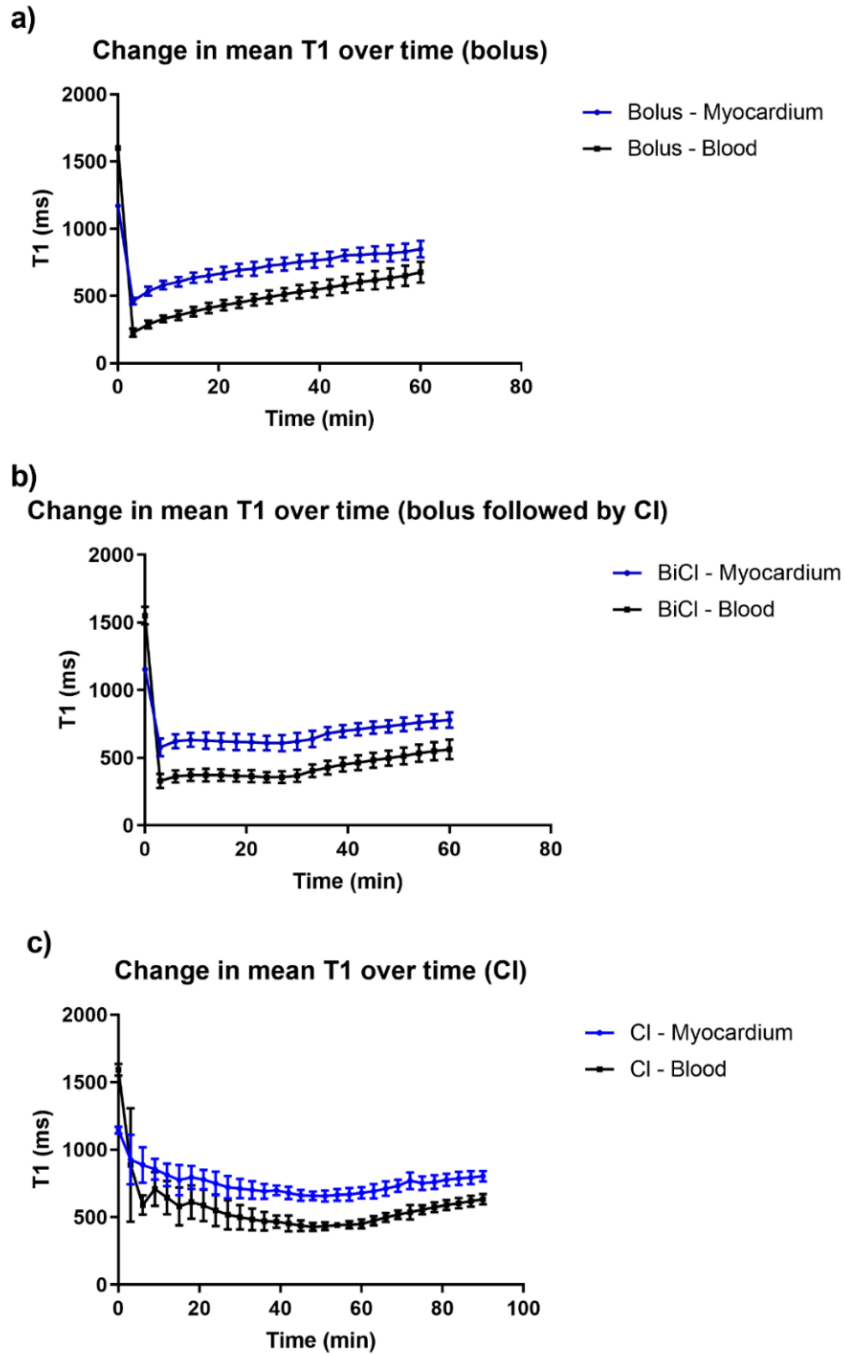 a)
Change in mean T1 over time (bolus)
2000
1500
1000
500
0
T1 (ms)
0 20 40 60 80
Time (min)
Bolus - Myocardium
Bolus - Blood
b)
Change in mean T1 over time (bolus followed by CI)
2000
1500
1000
500
0
T1 (ms)
0 20 40 60 80
Time (min)
BiCI - Myocardium
BiCI - Blood
c)
Change in mean T1 over time (CI)
2000
1500
1000
500
0
T1 (ms)
0 20 40 60 80 100
Time (min)
CI - Myocardium
CI - Blood